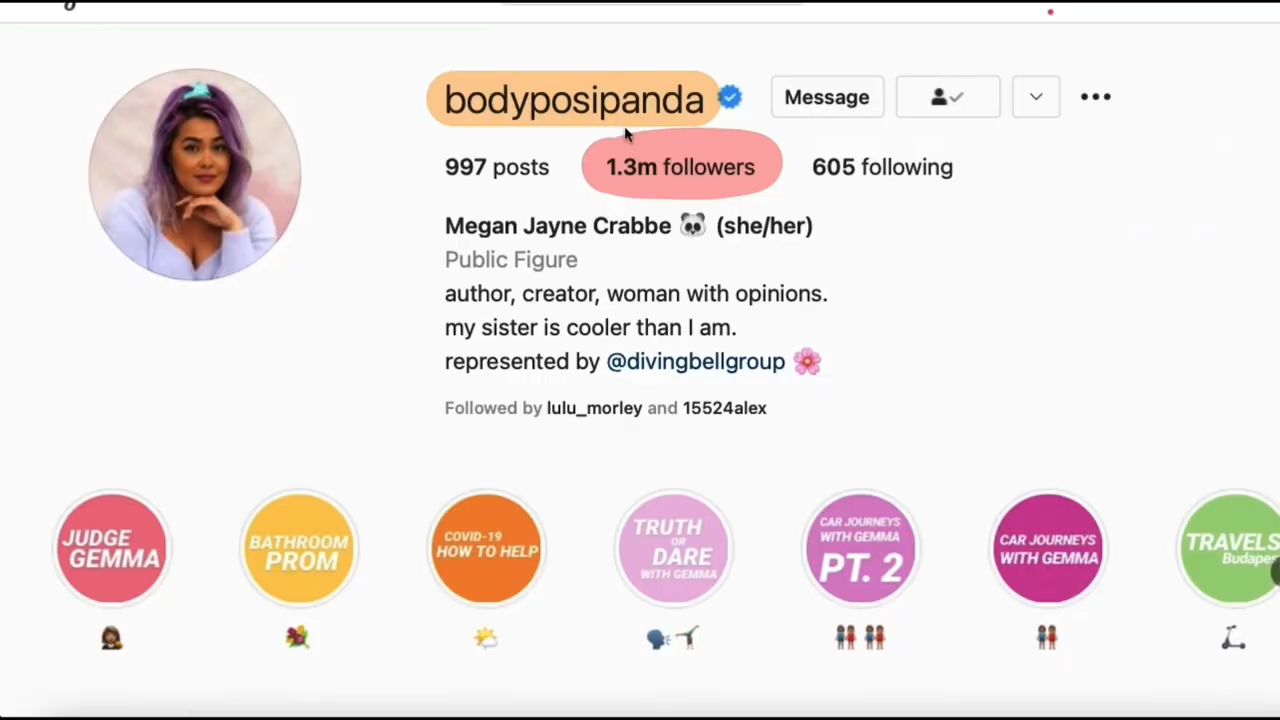 bodyposipanda Message
997 posts 1.3m followers 605 following
Megan Jayne Crabbe 🐼 (she/her)
Public Figure
author, creator, woman with opinions.
my sister is cooler than I am.
represented by @divingbellgroup 🌸
Followed by lulu_morley and 15524alex
JUDGE
GEMMA
BATHROOM
PROM
COVID-19
HOW TO HELP
TRUTH
OR
DARE
WITH GEMMA
CAR JOURNEYS
WITH GEMMA
PT. 2
CAR JOURNEYS
WITH GEMMA
TRAVELS